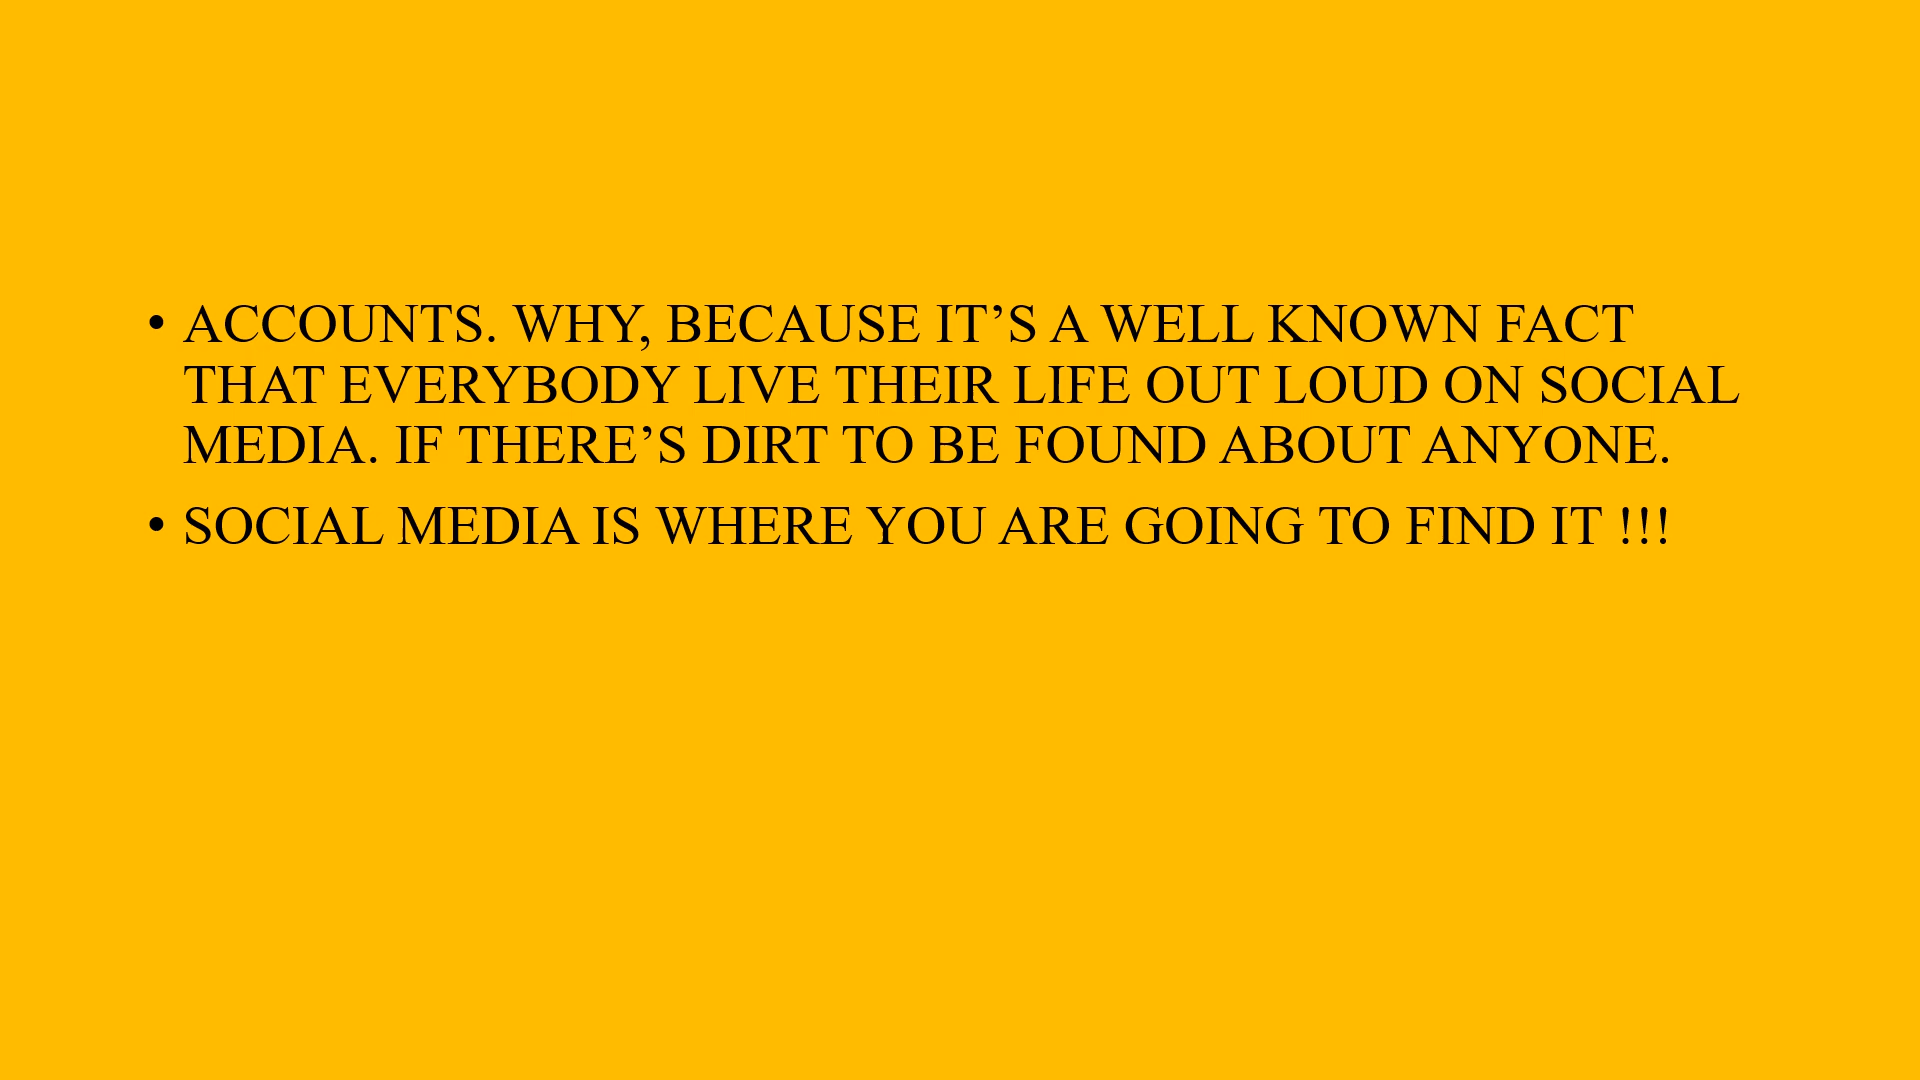 • ACCOUNTS. WHY, BECAUSE IT’S A WELL KNOWN FACT
THAT EVERYBODY LIVE THEIR LIFE OUT LOUD ON SOCIAL
MEDIA. IF THERE’S DIRT TO BE FOUND ABOUT ANYONE.
• SOCIAL MEDIA IS WHERE YOU ARE GOING TO FIND IT !!!